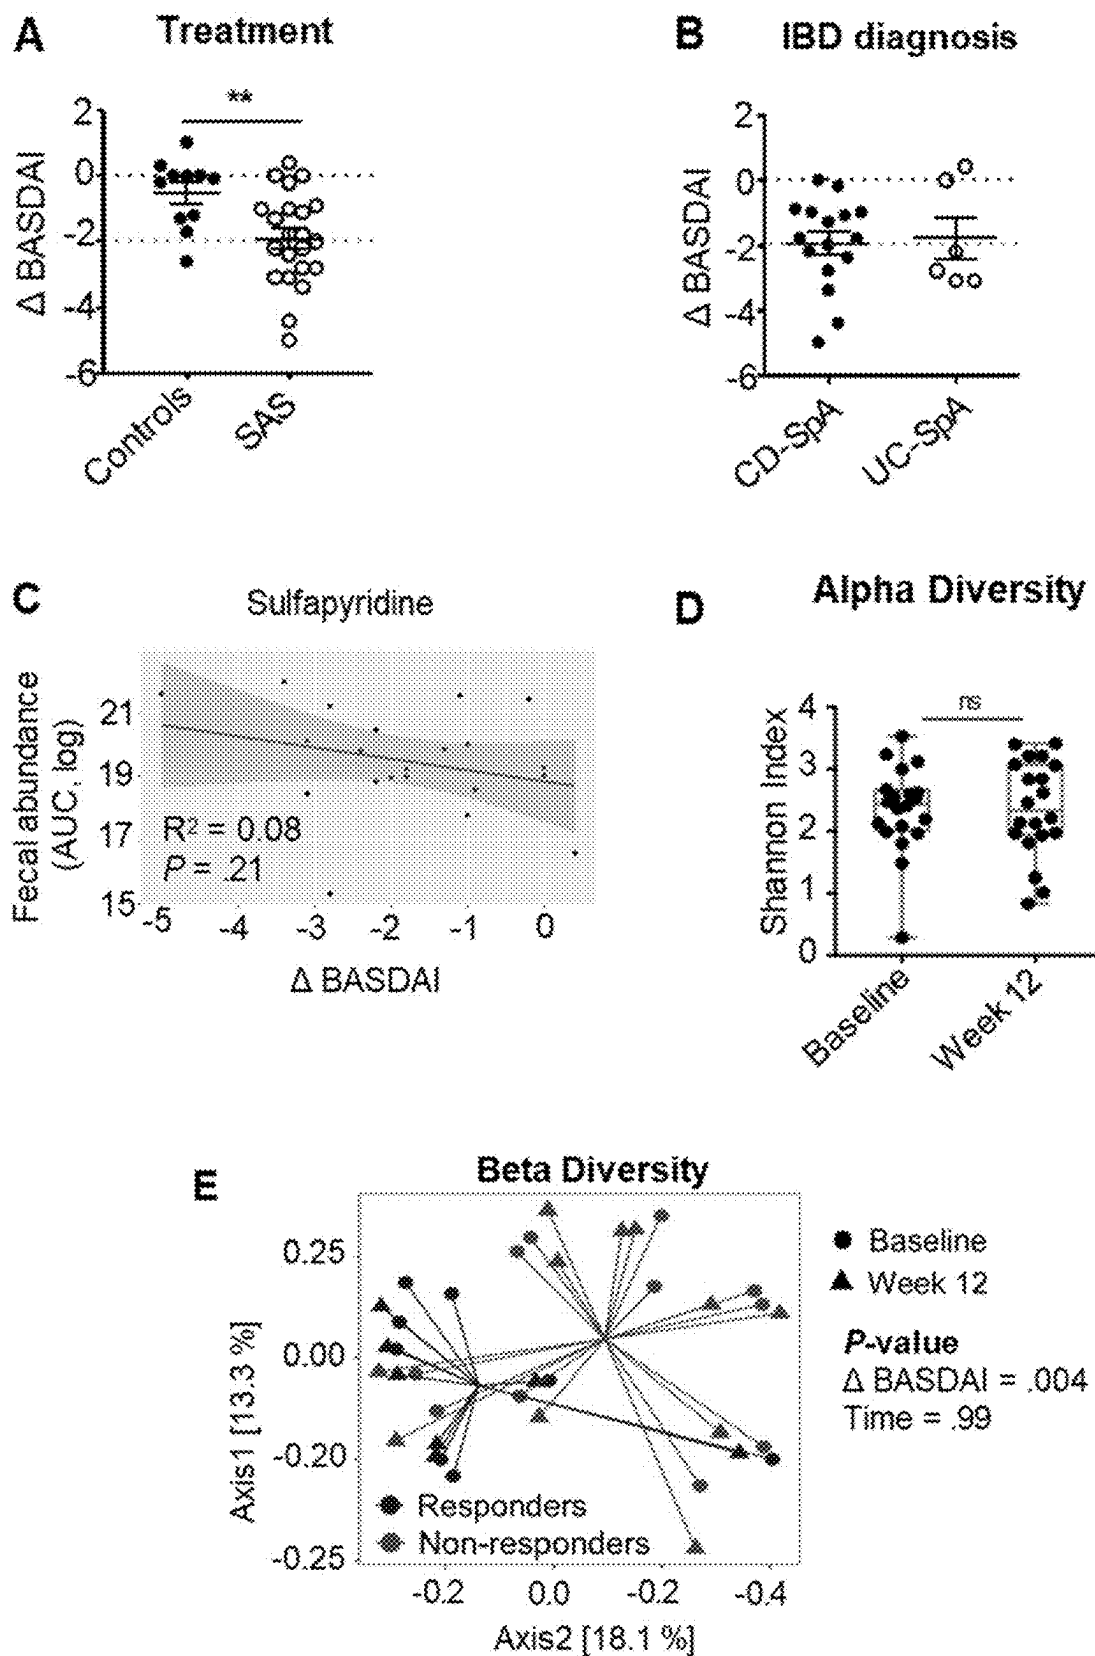 A
Treatment
**
2
0
-2
-4
-6
Δ BASDAI
Controls
SAS
B
IBD diagnosis
2
0
-2
-4
-6
Δ BASDAI
CD-SpA
UC-SpA
C
Sulfapyridine
Fecal abundance
(AUC, log)
21
19
17
15
R² = 0.08
P = .21
-5 -4 -3 -2 -1 0
Δ BASDAI
D
Alpha Diversity
ns
4
3
2
1
0
Shannon Index
Baseline
Week 12
E
Beta Diversity
0.25
0.00
-0.20
-0.25
Axis1 [13.3 %]
Responders
Non-responders
-0.2 0.0 -0.2 -0.4
Axis2 [18.1 %]
Baseline
Week 12
P-value
Δ BASDAI = .004
Time = .99